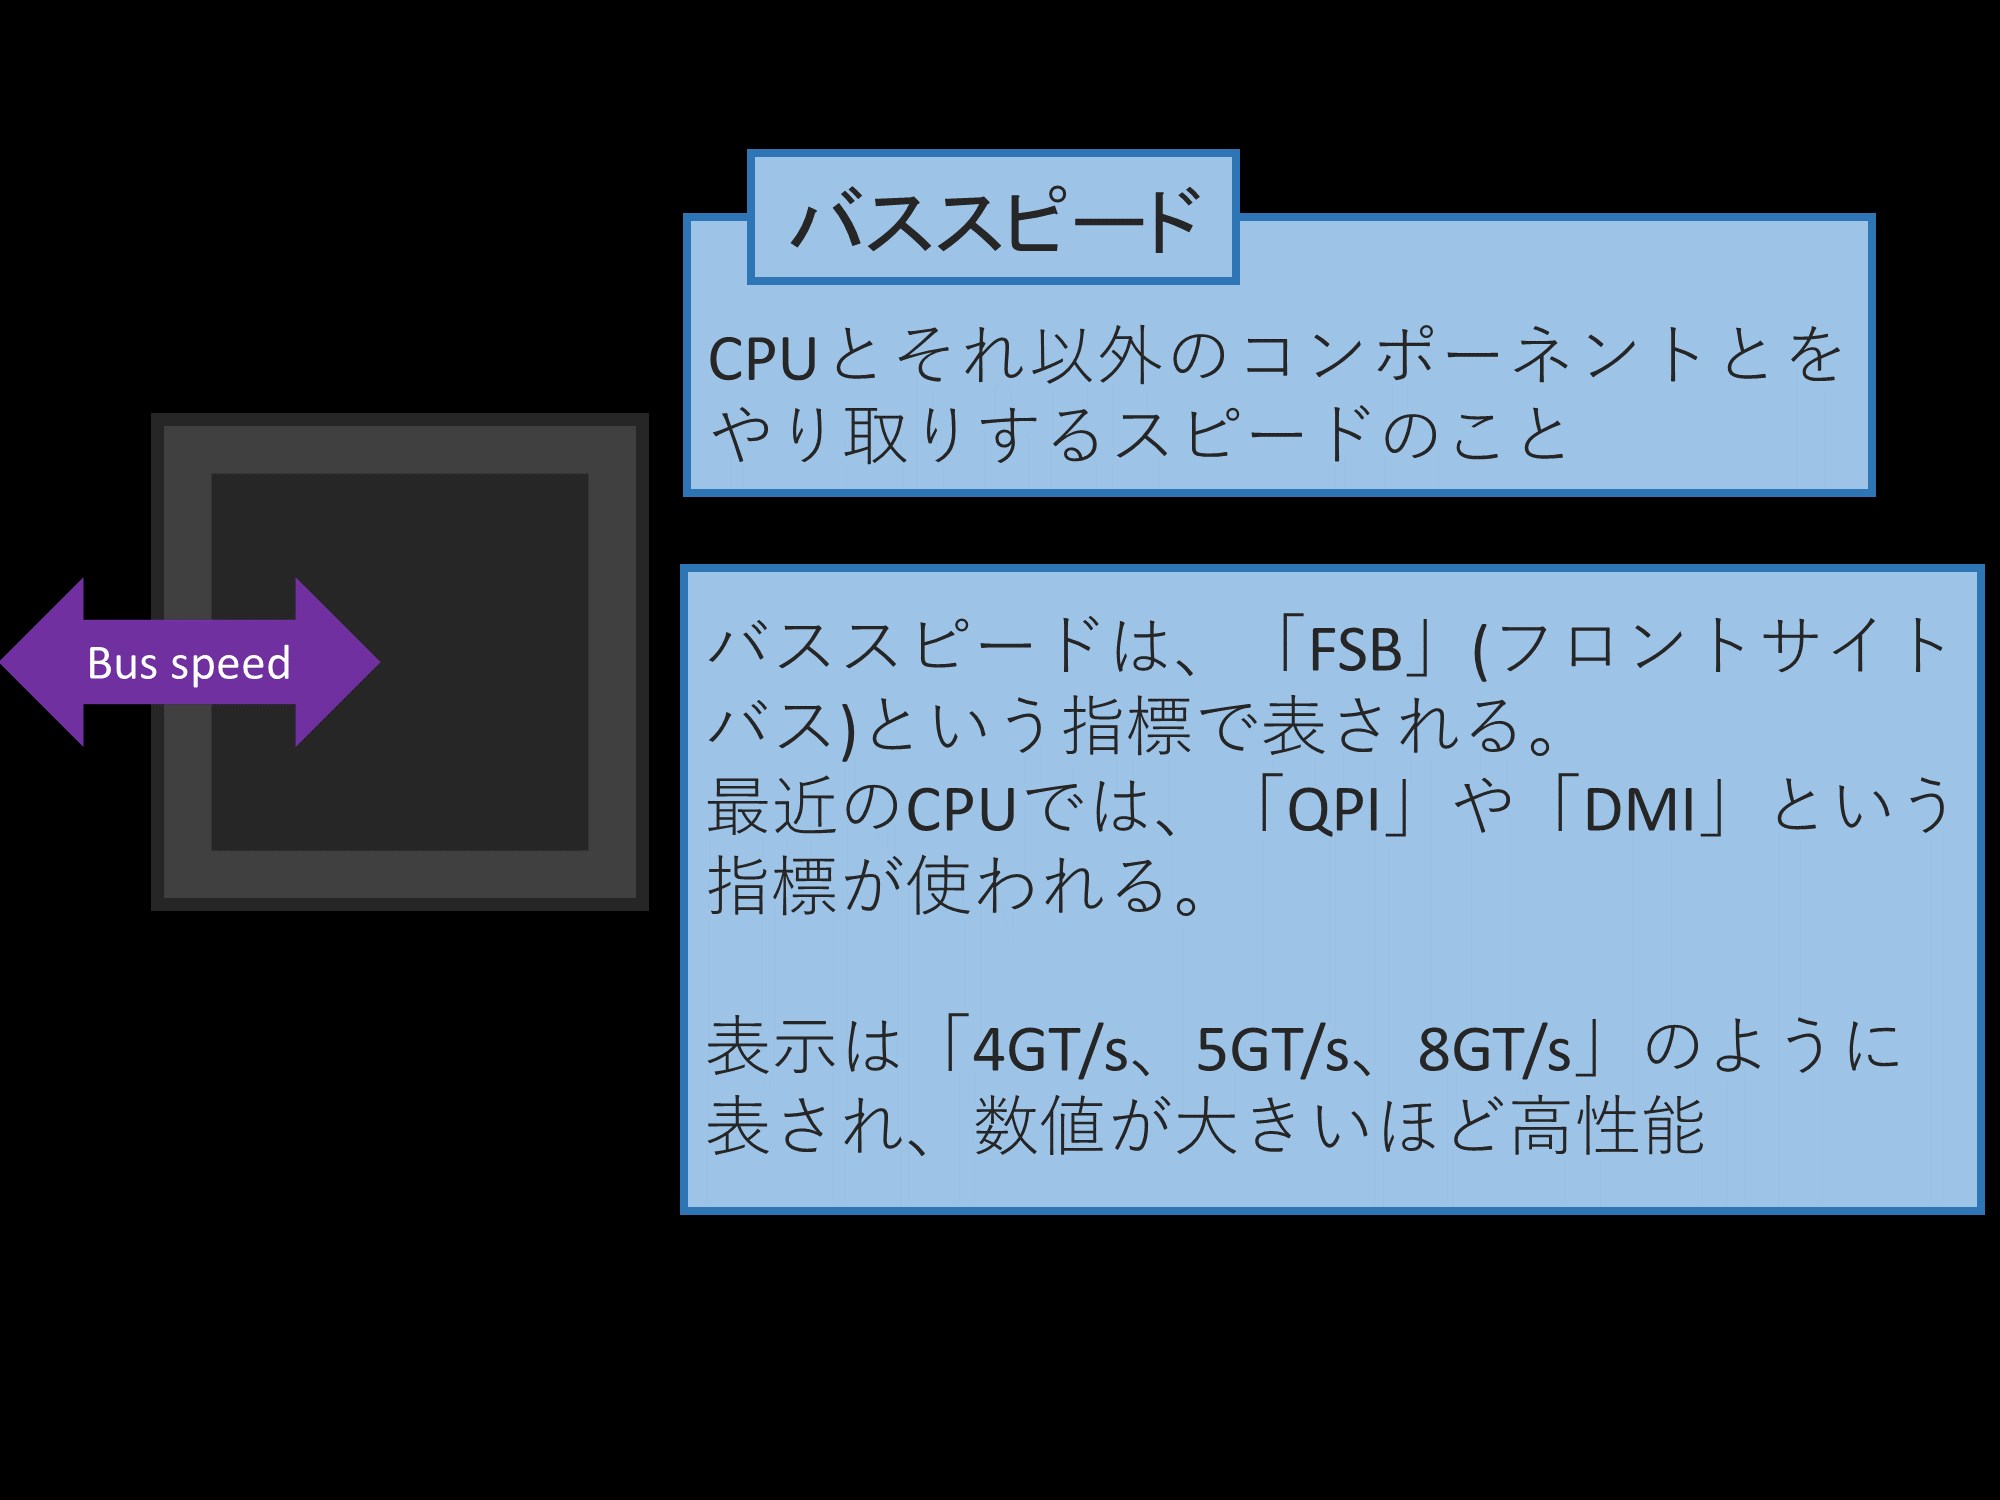 バススピード
CPUとそれ以外のコンポーネントとを
やり取りするスピードのこと
Bus speed
バススピードは、「FSB」(フロントサイト
バス)という指標で表される。
最近のCPUでは、「QPI」や「DMI」という
指標が使われる。
表示は「4GT/s、5GT/s、8GT/s」のように
表され、数値が大きいほど高性能